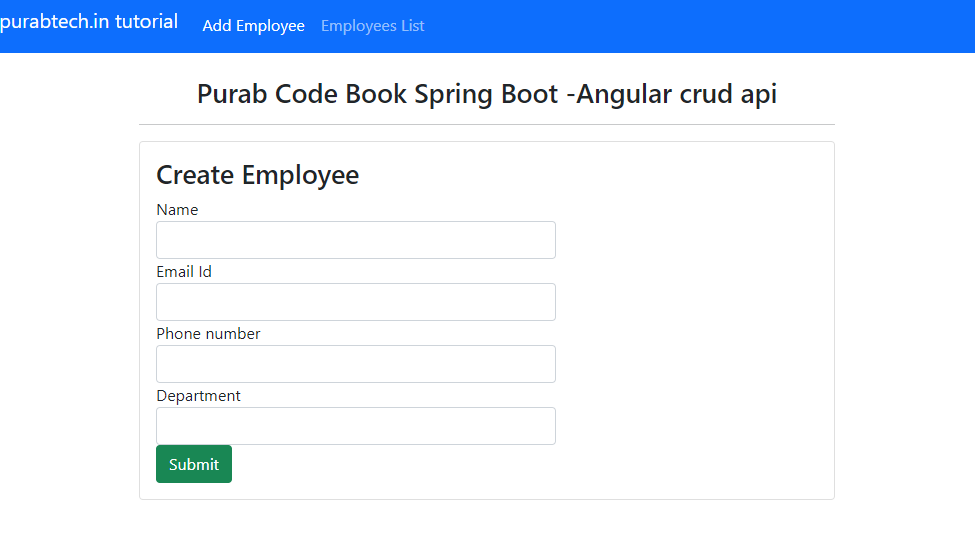 purabtech.in tutorial Add Employee Employees List
Purab Code Book Spring Boot -Angular crud api
Create Employee
Name
Email Id
Phone number
Department
Submit